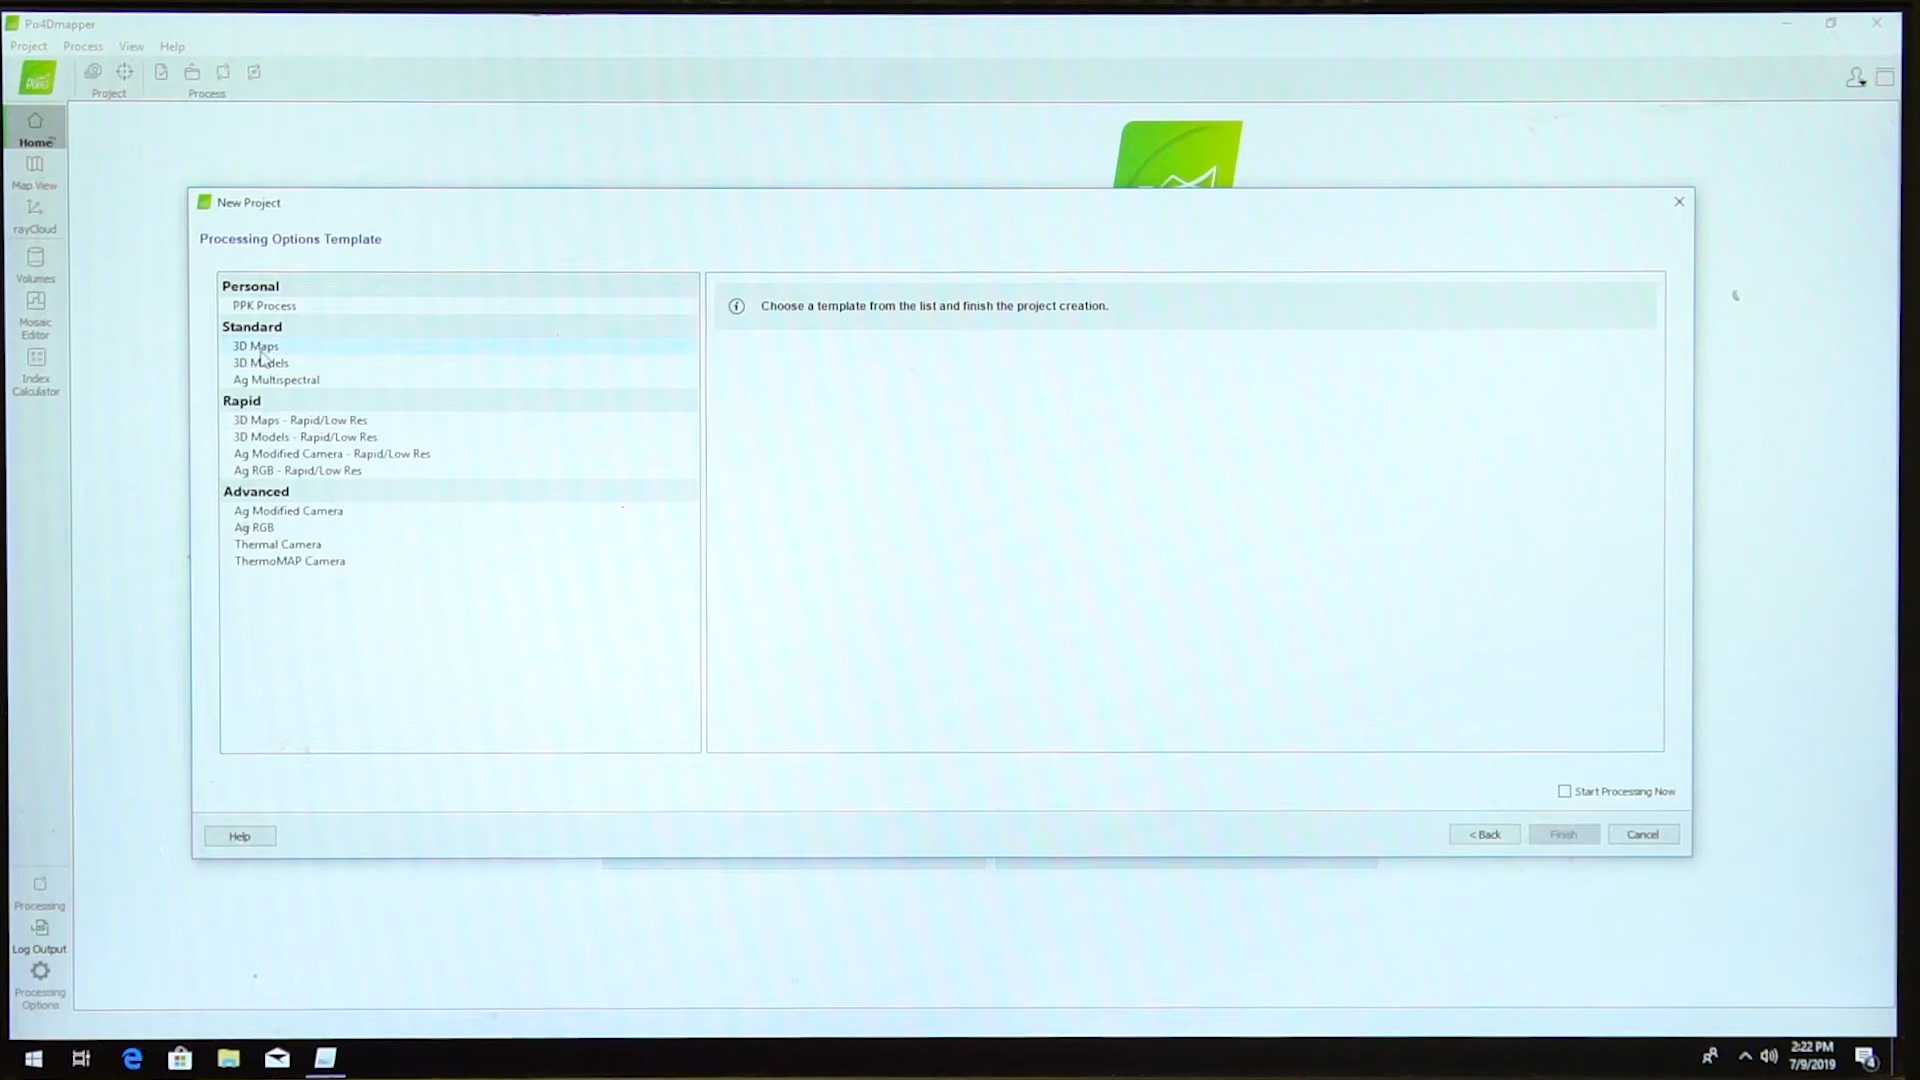 Pix4Dmapper
Project Process View Help
Project Process
Home
Map View
rayCloud
Volumes
Mosaic
Editor
Index
Calculator
New Project
Processing Options Template
Personal
PPK Process
Standard
3D Maps
3D Models
Ag Multispectral
Rapid
3D Maps - Rapid/Low Res
3D Models - Rapid/Low Res
Ag Modified Camera - Rapid/Low Res
Ag RGB - Rapid/Low Res
Advanced
Ag Modified Camera
Ag RGB
Thermal Camera
ThermoMAP Camera
Choose a template from the list and finish the project creation.
Start Processing Now
Help
< Back Finish Cancel
Processing
Log Output
Processing
Options
2:22 PM
7/9/2019
4